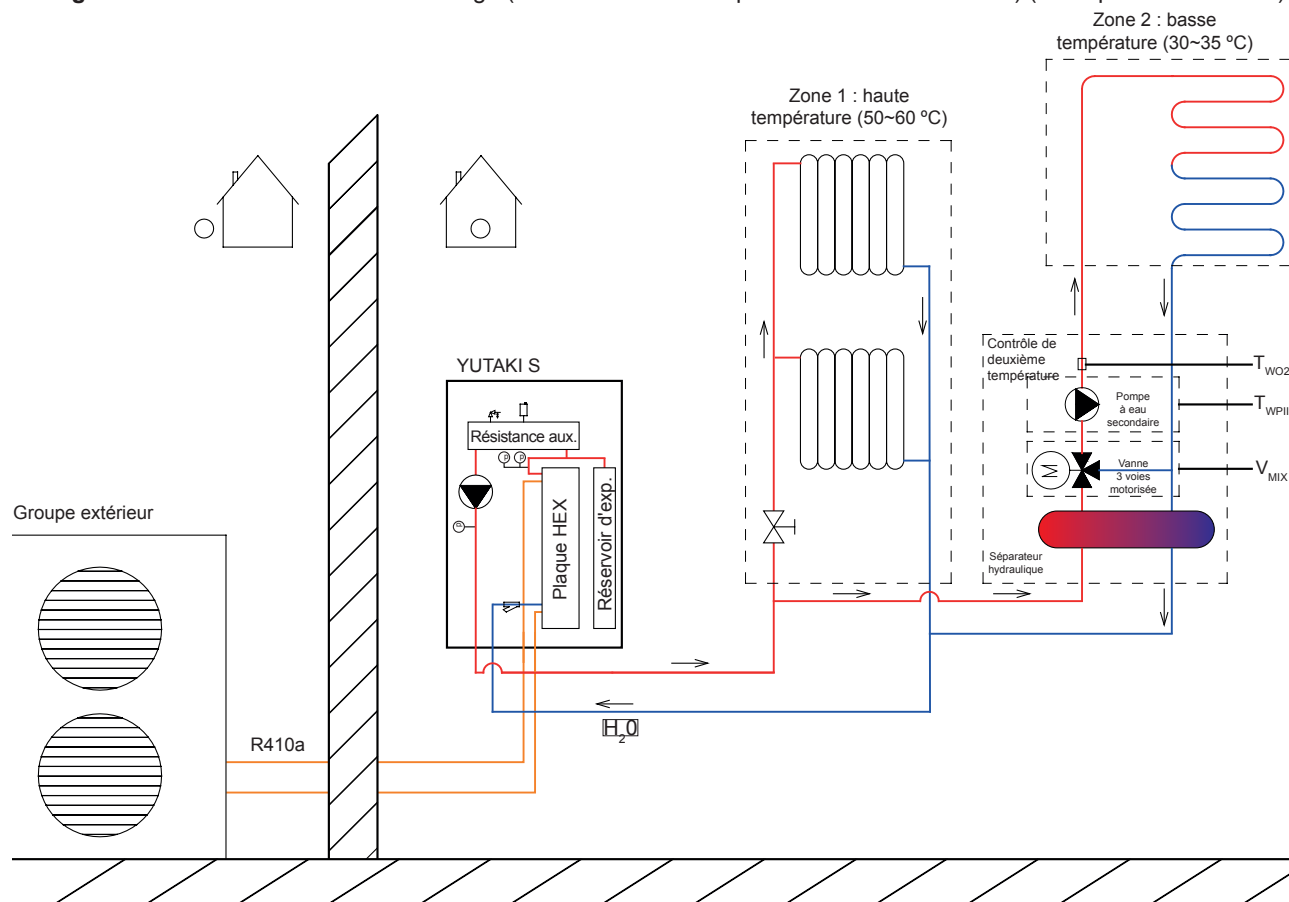 Zone 2 : basse
température (30~35 ºC)
Zone 1 : haute
température (50~60 ºC)
Contrôle de
deuxième
température
T WO2
Pompe
à eau
secondaire
T WPII
Vanne
3 voies
motorisée
V MIX
M
Séparateur
hydraulique
YUTAKI S
Résistance aux.
P
P
P
Plaque HEX
Réservoir d'exp.
Groupe extérieur
R410a
H20